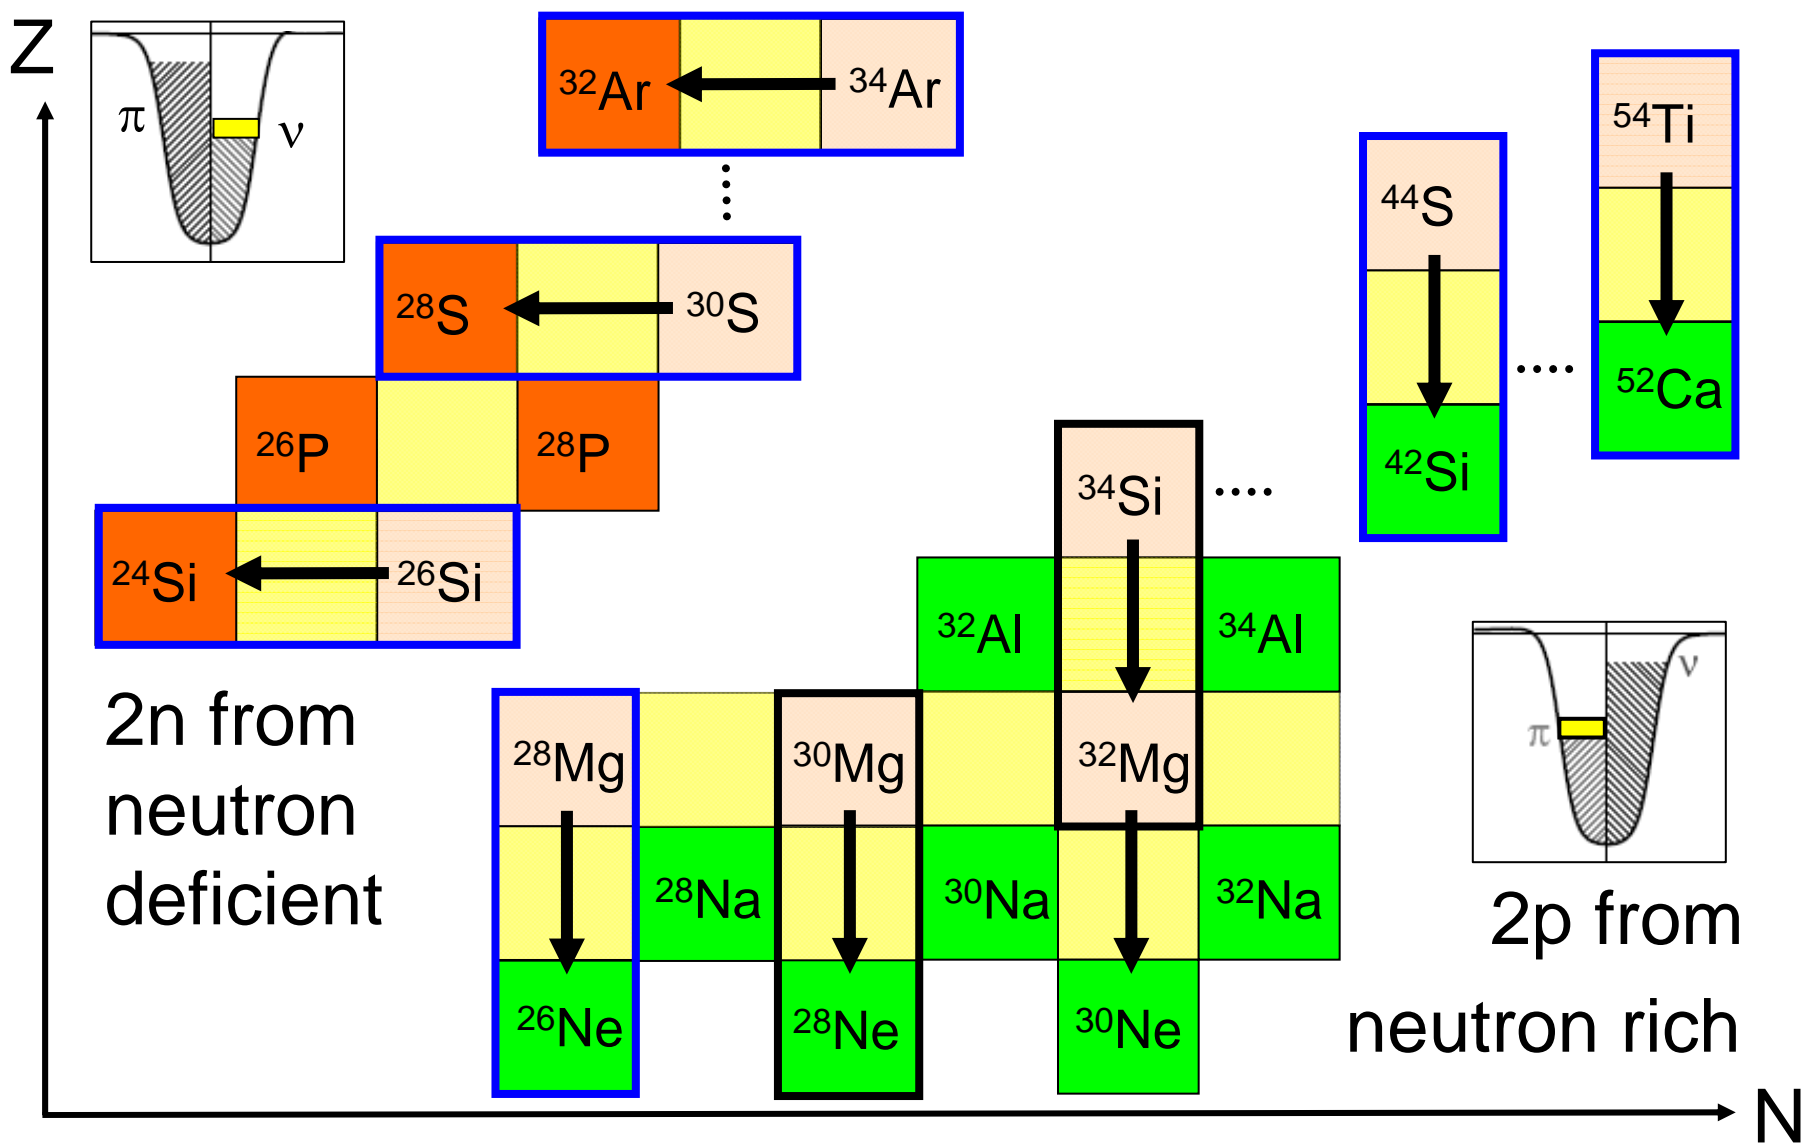 Z
π
ν
³²Ar
³⁴Ar
⁵⁴Ti
⁴⁴S
²⁸S
³⁰S
⁵²Ca
²⁶P
²⁸P
⁴²Si
³⁴Si
²⁴Si
²⁶Si
³²Al
³⁴Al
2n from
neutron
deficient
²⁸Mg
³⁰Mg
³²Mg
π
ν
²⁸Na
³⁰Na
³²Na
2p from
neutron rich
²⁶Ne
²⁸Ne
³⁰Ne
N